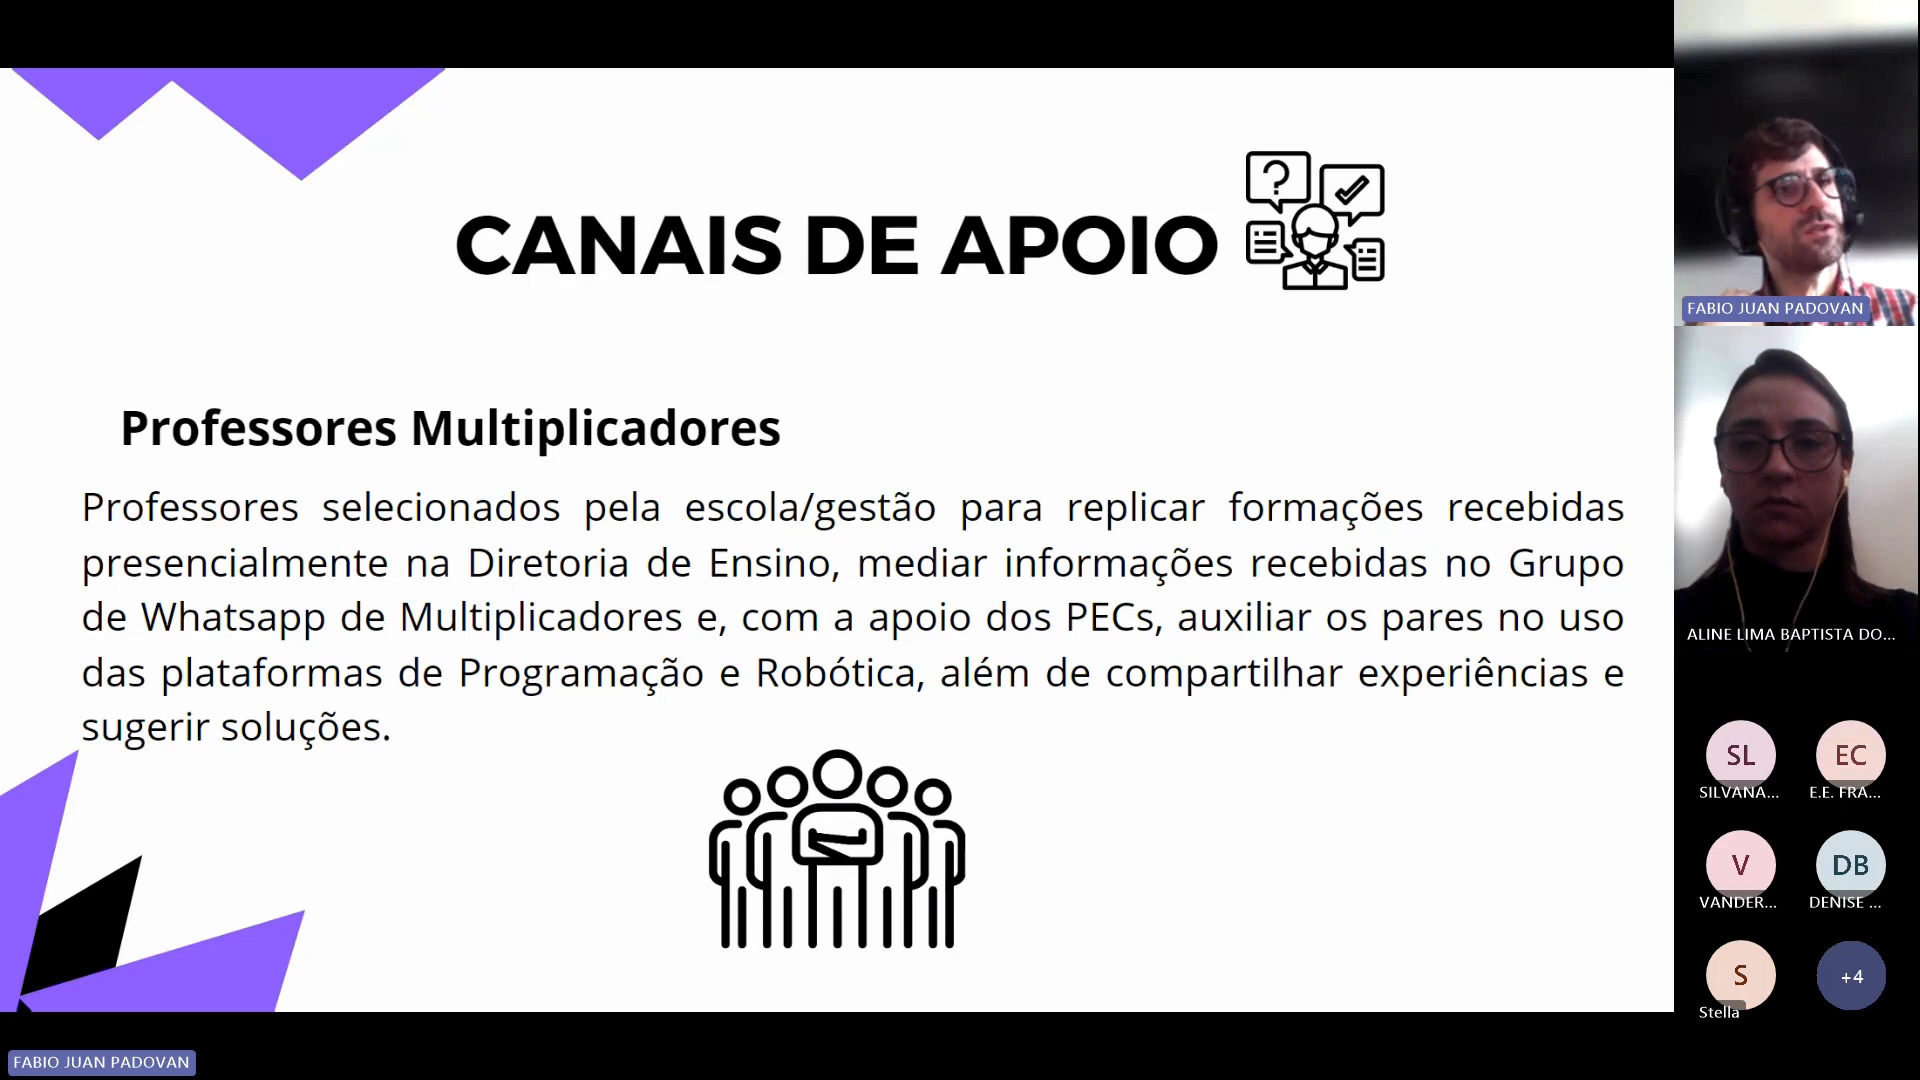 CANAIS DE APOIO
?
Professores Multiplicadores
Professores selecionados pela escola/gestão para replicar formações recebidas
presencialmente na Diretoria de Ensino, mediar informações recebidas no Grupo
de Whatsapp de Multiplicadores e, com a apoio dos PECs, auxiliar os pares no uso
das plataformas de Programação e Robótica, além de compartilhar experiências e
sugerir soluções.
FABIO JUAN PADOVAN
ALINE LIMA BAPTISTA DO...
SL
SILVANA...
EC
E.E. FRA...
V
VANDER...
DB
DENISE ...
S
Stella
+4
FABIO JUAN PADOVAN